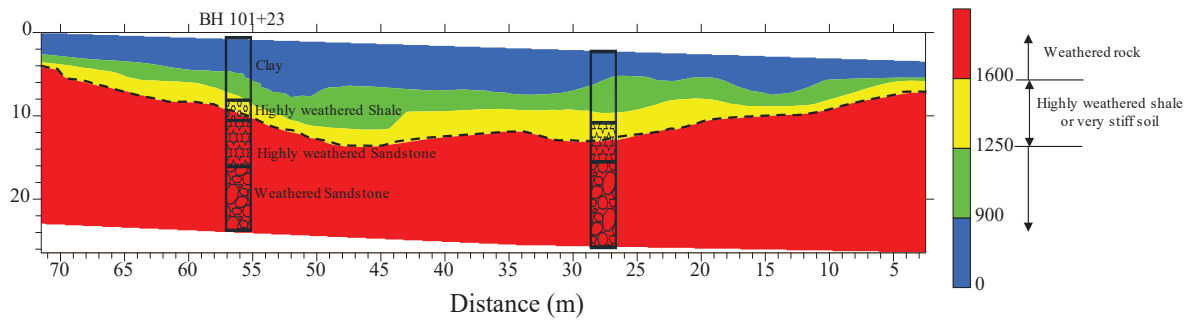 BH 101+23
0
10
20
Clay
Highly weathered Shale
Highly weathered Sandstone
Weathered Sandstone
70 65 60 55 50 45 40 35 30 25 20 15 10 5
Distance (m)
1600
1250
900
0
Weathered rock
Highly weathered shale
or very stiff soil